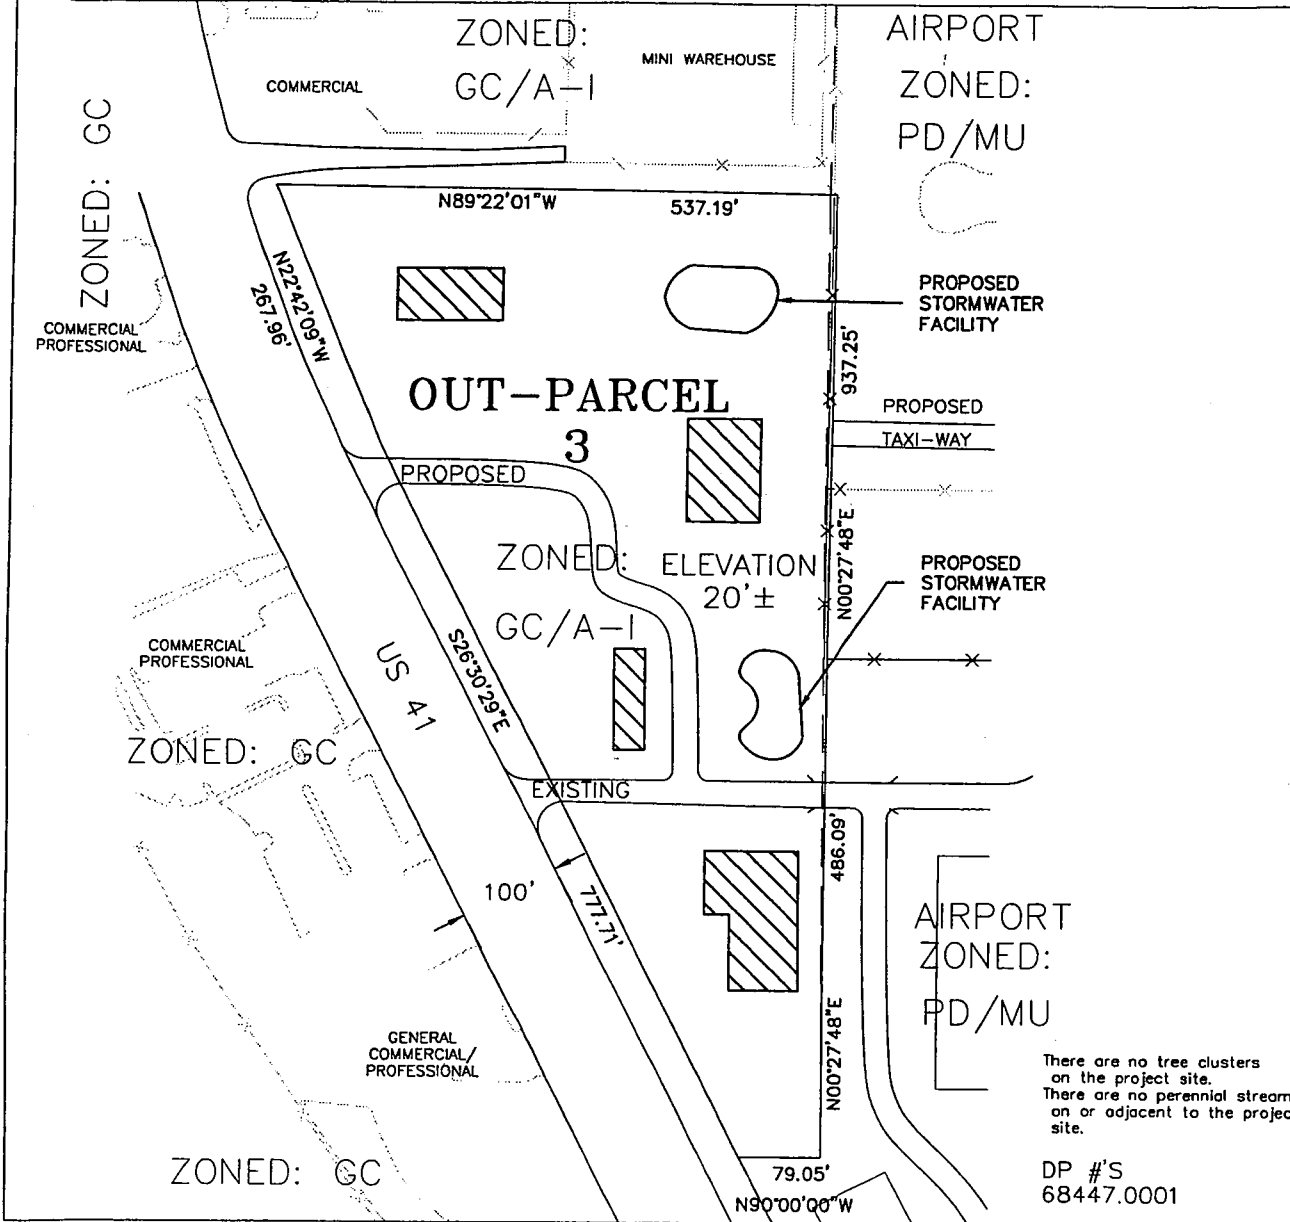 ZONED:
GC/A-I
COMMERCIAL
MINI WAREHOUSE
AIRPORT
ZONED:
PD/MU
ZONED: GC
N89°22'01"W
537.19'
N22°42'09"W
267.96'
PROPOSED
STORMWATER
FACILITY
COMMERCIAL
PROFESSIONAL
937.25'
OUT-PARCEL
3
PROPOSED
TAXI-WAY
PROPOSED
N00°27'48"E
ZONED:
GC/A-I
ELEVATION
20'±
PROPOSED
STORMWATER
FACILITY
COMMERCIAL
PROFESSIONAL
US 41
S26°30'29"E
ZONED: GC
EXISTING
486.09'
100'
777.71'
AIRPORT
ZONED:
PD/MU
N00°27'48"E
GENERAL
COMMERCIAL/
PROFESSIONAL
There are no tree clusters
on the project site.
There are no perennial stream
on or adjacent to the projec
site.
ZONED: GC
79.05'
N90°00'00"W
DP #'S
68447.0001